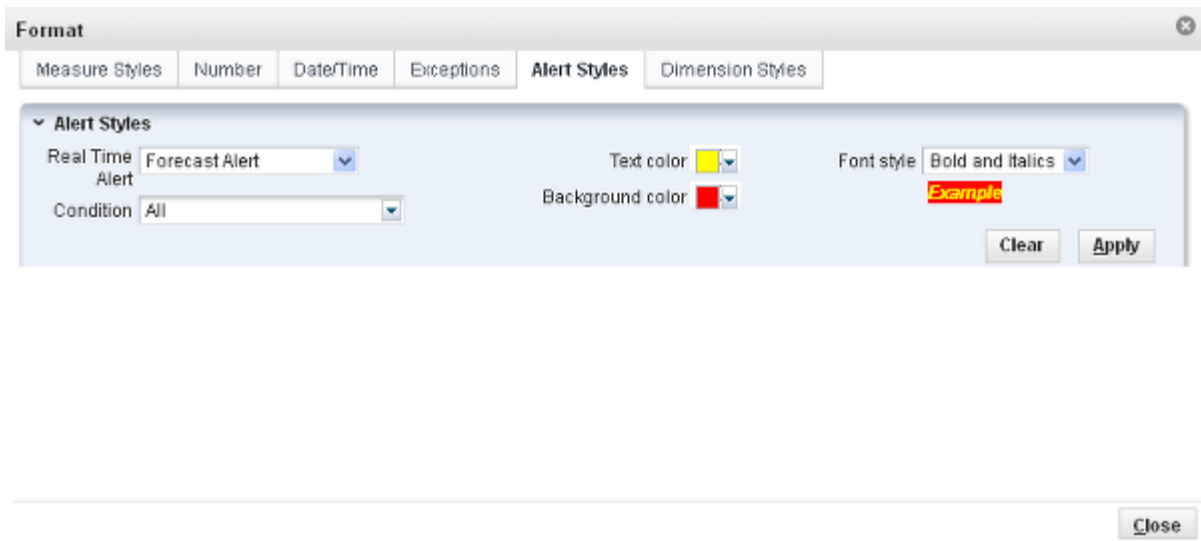 Format
Measure Styles Number Date/Time Exceptions Alert Styles Dimension Styles
Alert Styles
Real Time Alert Forecast Alert Text color Font style Bold and Italics
Condition All Background color Example
Clear Apply
Close